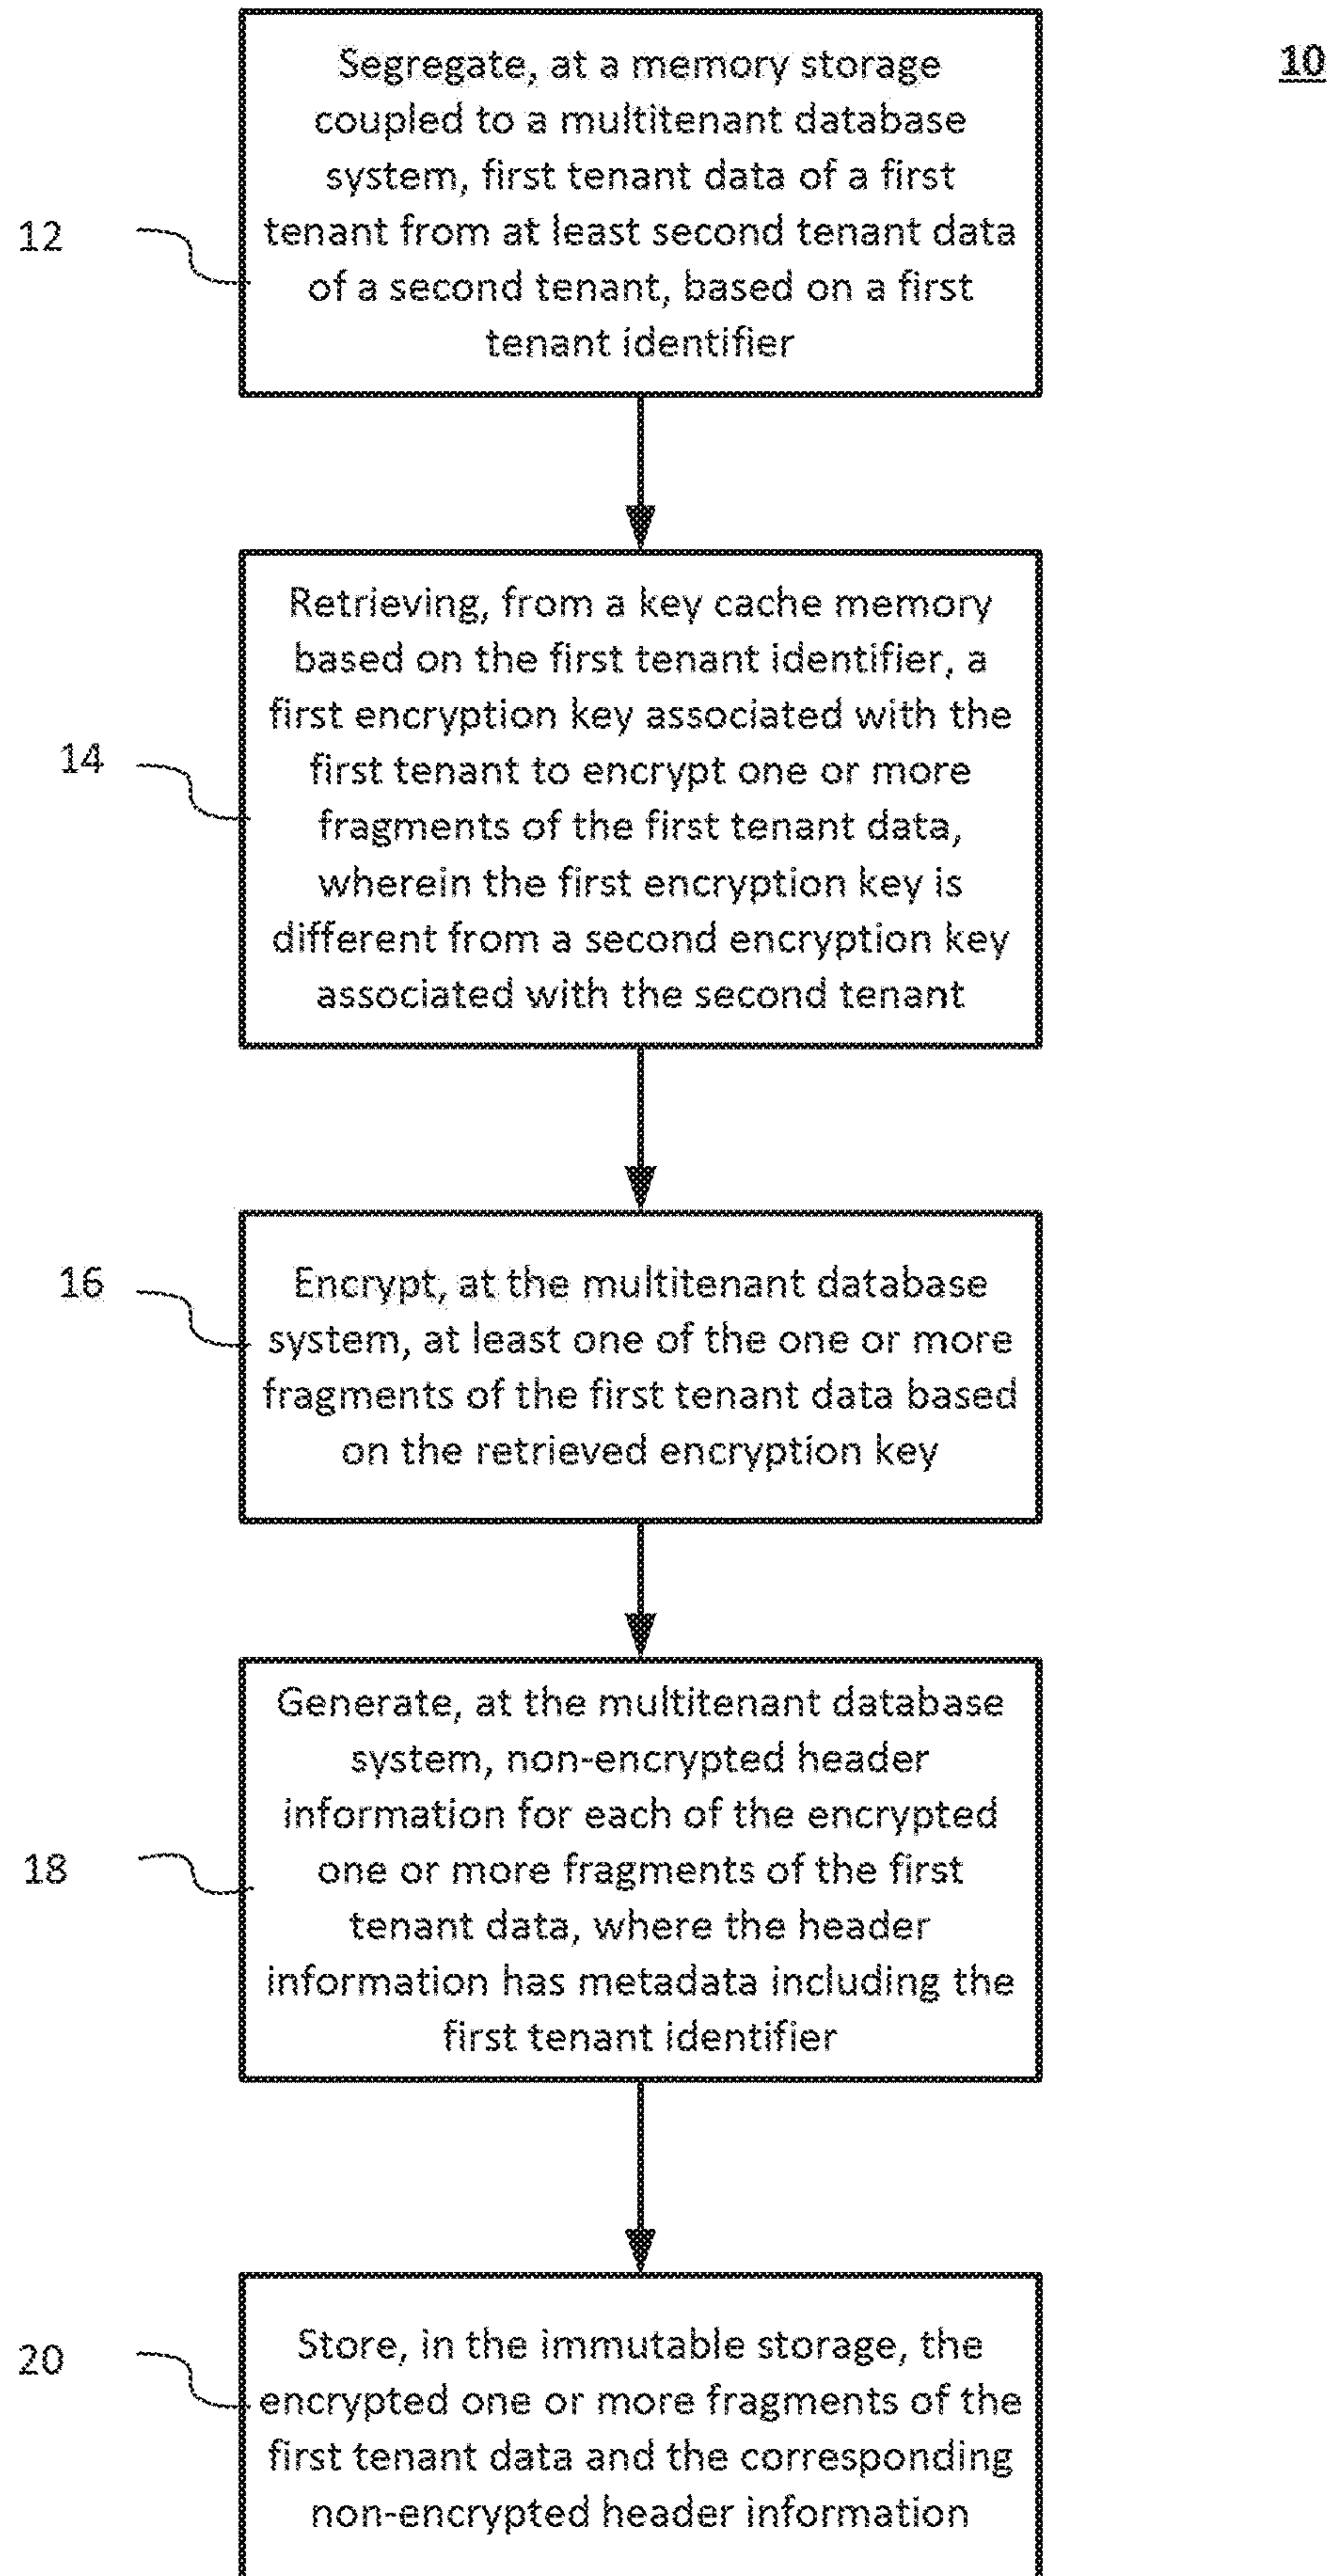 10
Segregate, at a memory storage
coupled to a multitenant database
system, first tenant data of a first
tenant from at least second tenant data
of a second tenant, based on a first
tenant identifier
12
Retrieving, from a key cache memory
based on the first tenant identifier, a
first encryption key associated with the
first tenant to encrypt one or more
fragments of the first tenant data,
wherein the first encryption key is
different from a second encryption key
associated with the second tenant
14
Encrypt, at the multitenant database
system, at least one of the one or more
fragments of the first tenant data based
on the retrieved encryption key
16
Generate, at the multitenant database
system, non-encrypted header
information for each of the encrypted
one or more fragments of the first
tenant data, where the header
information has metadata including the
first tenant identifier
18
Store, in the immutable storage, the
encrypted one or more fragments of the
first tenant data and the corresponding
non-encrypted header information
20